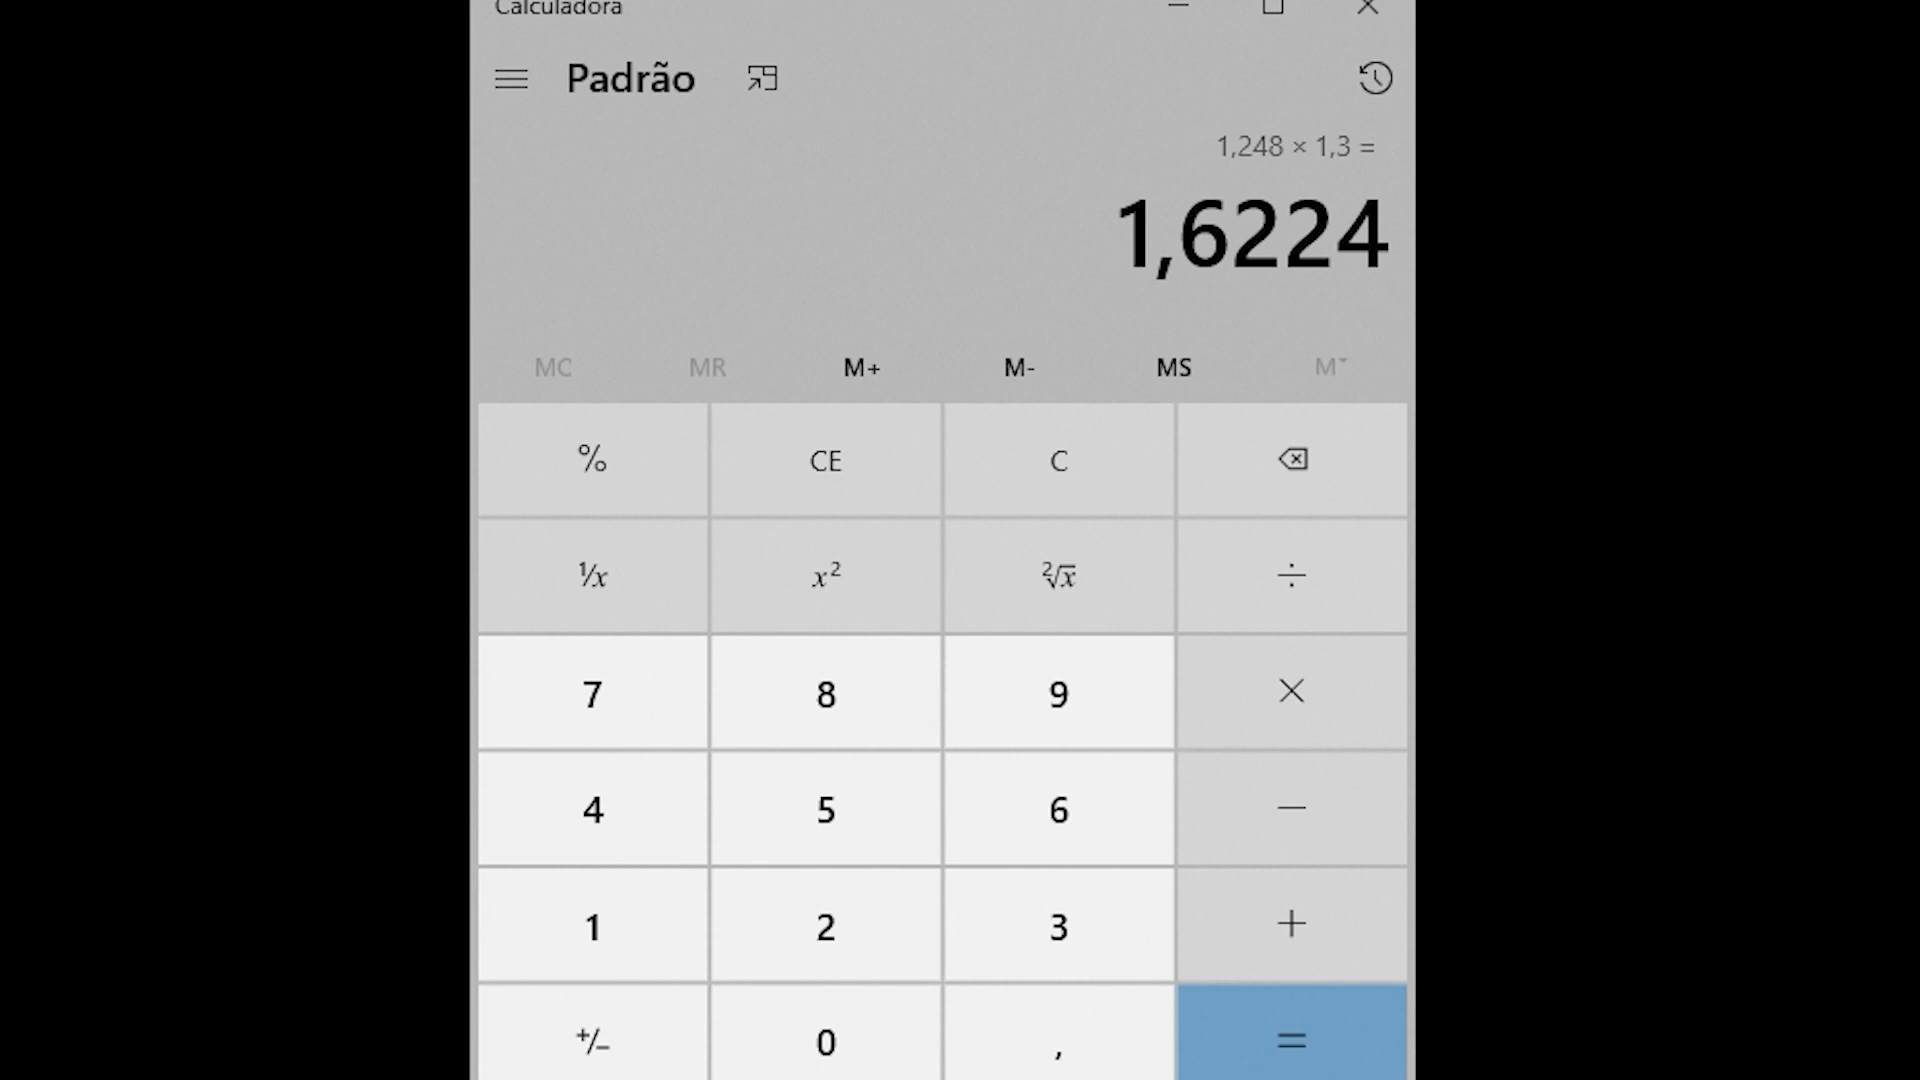 Calculadora
Padrão
1,248 × 1,3 =
1,6224
MC MR M+ M- MS M˅
% CE C
¹/x x² ²√x ÷
7 8 9 ×
4 5 6 −
1 2 3 +
+/− 0 , =